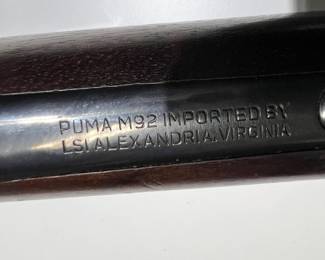 PUMA M92 IMPORTED BY
LSI ALEXANDRIA, VIRGINIA